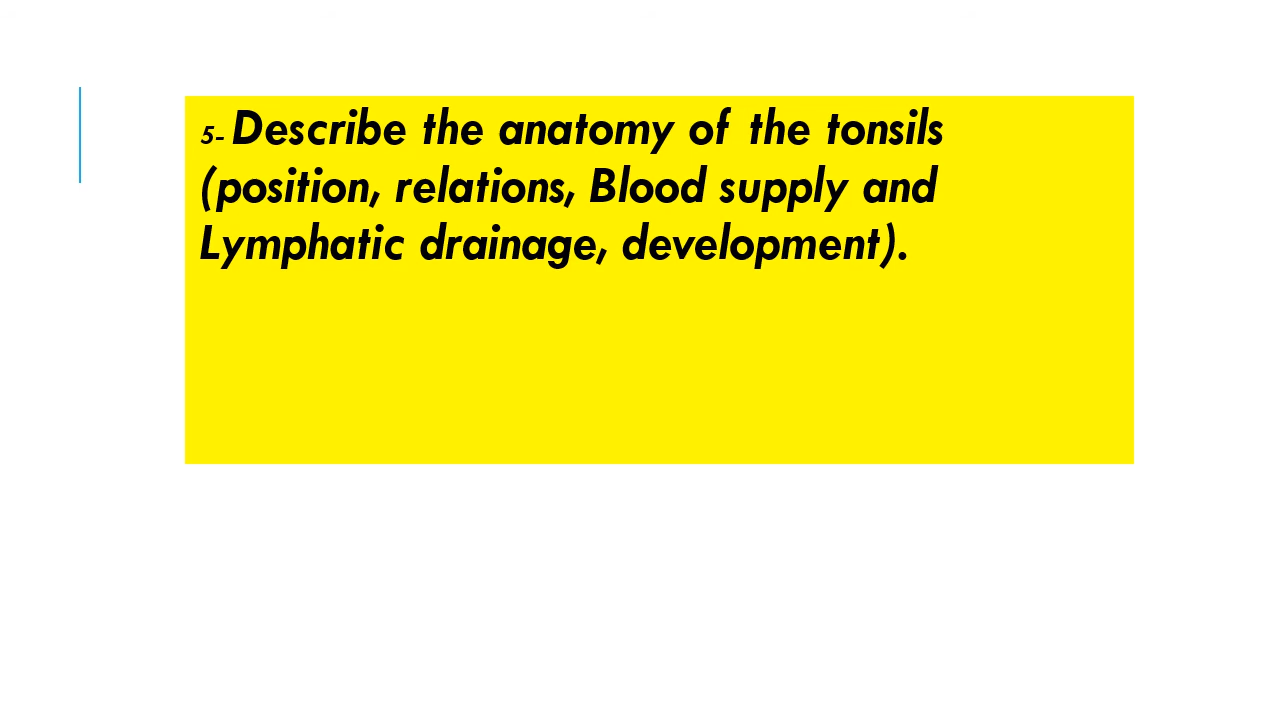 5- Describe the anatomy of the tonsils
(position, relations, Blood supply and
Lymphatic drainage, development).